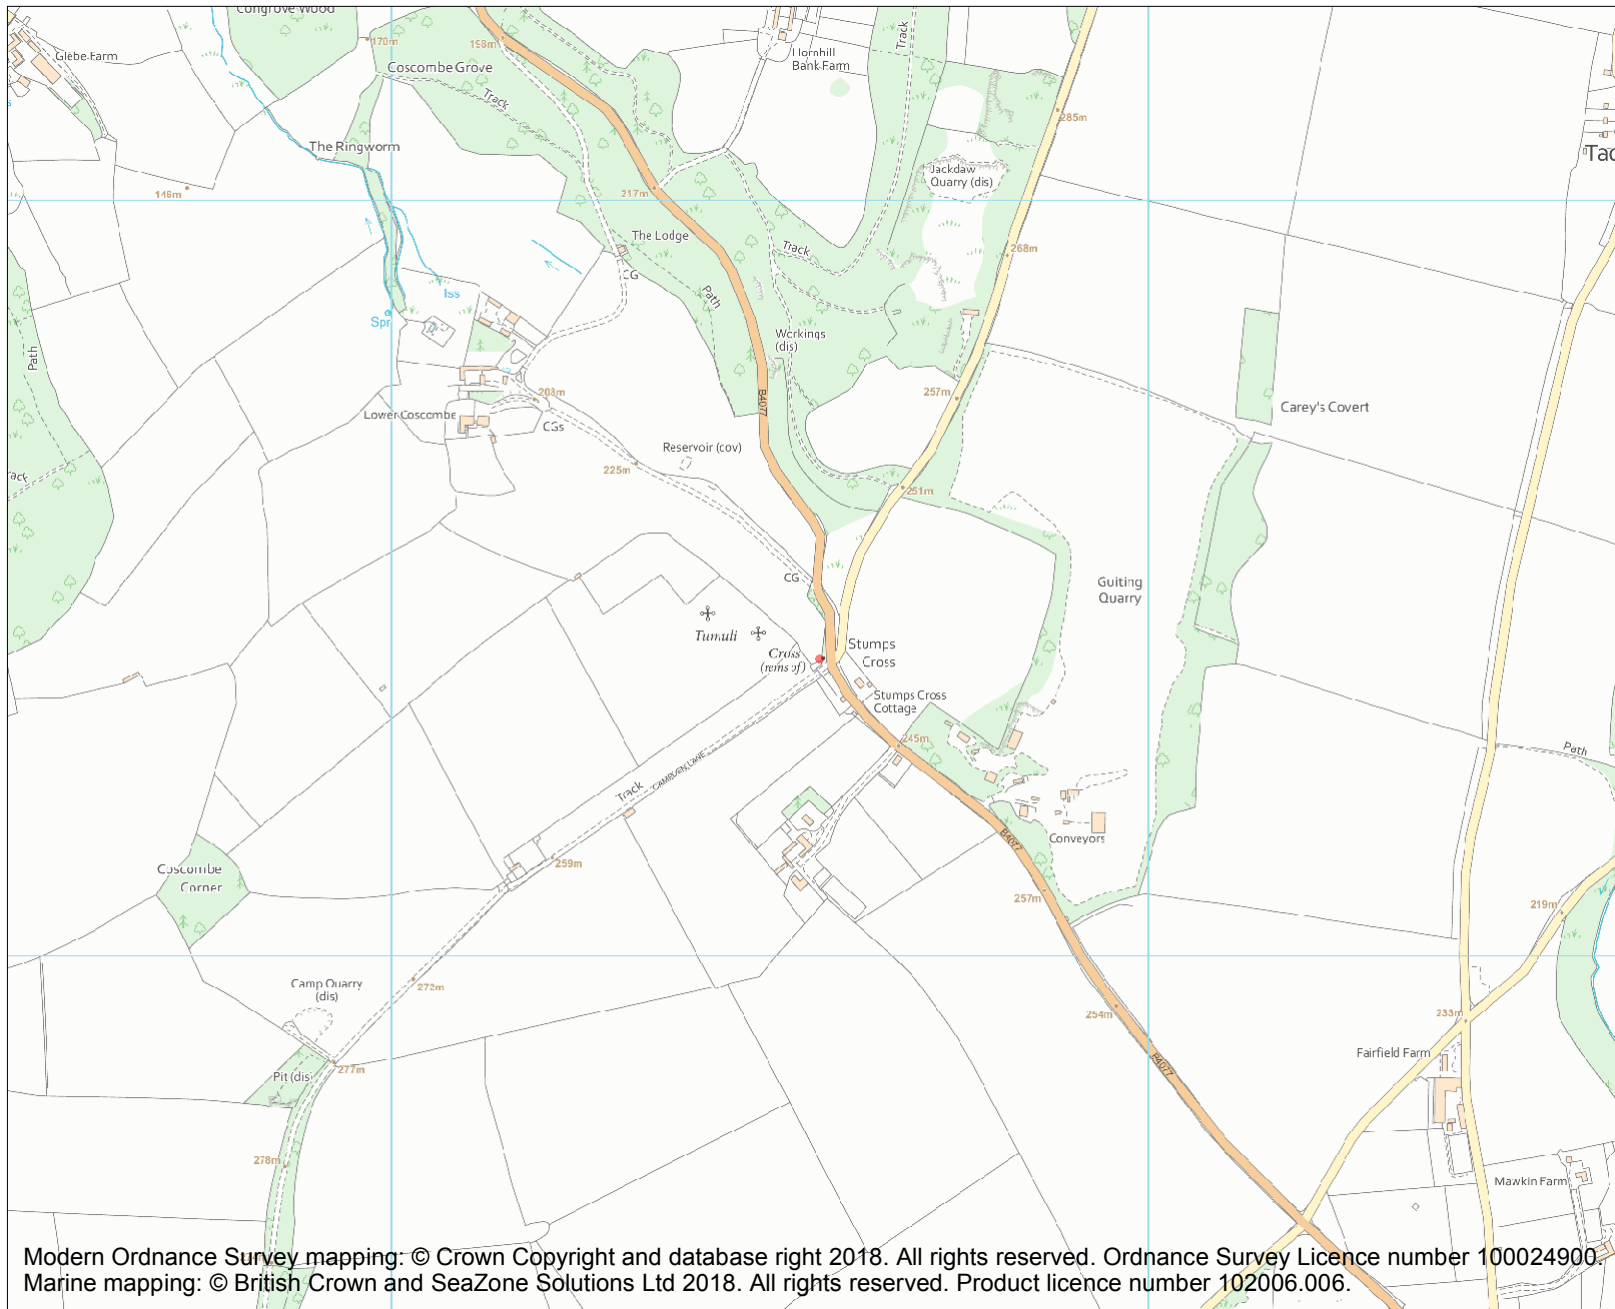 Congrove Wood
Glebe Farm
170m
198m
Coscombe Grove
Track
Hornhill
Bank Farm
Track
285m
The Ringworm
146m
217m
Jackdaw
Quarry (dis)
The Lodge
Track
268m
CG
Iss
Spr
Path
Path
Workings
(dis)
B4077
257m
208m
Lower Coscombe
CGs
Carey's Covert
Reservoir (cov)
225m
251m
CG
Guiting
Quarry
Tumuli
Cross
(rems of)
Stumps
Cross
Stumps Cross
Cottage
245m
Path
Track
CAMPDEN LANE
B4077
Conveyors
259m
Coscombe
Corner
257m
219m
Camp Quarry
(dis)
272m
254m
233m
Fairfield Farm
B4077
277m
Pit (dis)
278m
Mawkin Farm
Modern Ordnance Survey mapping: © Crown Copyright and database right 2018. All rights reserved. Ordnance Survey Licence number 100024900.
Marine mapping: © British Crown and SeaZone Solutions Ltd 2018. All rights reserved. Product licence number 102006.006.